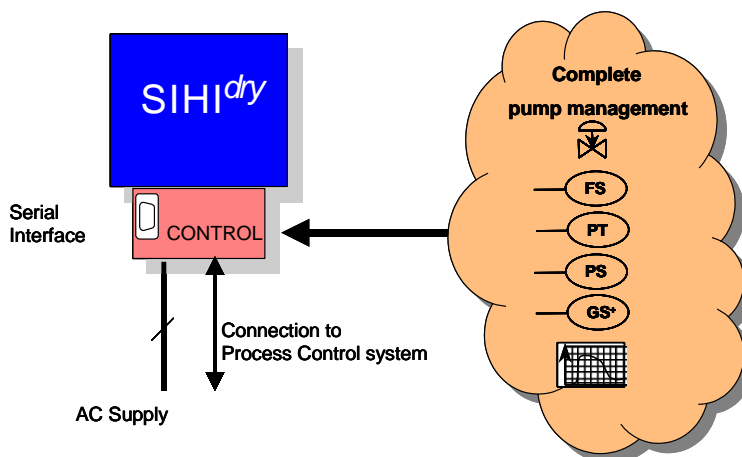 SIHIdry
Serial
Interface
CONTROL
Connection to
Process Control system
AC Supply
Complete
pump management
FS
PT
PS
GS+